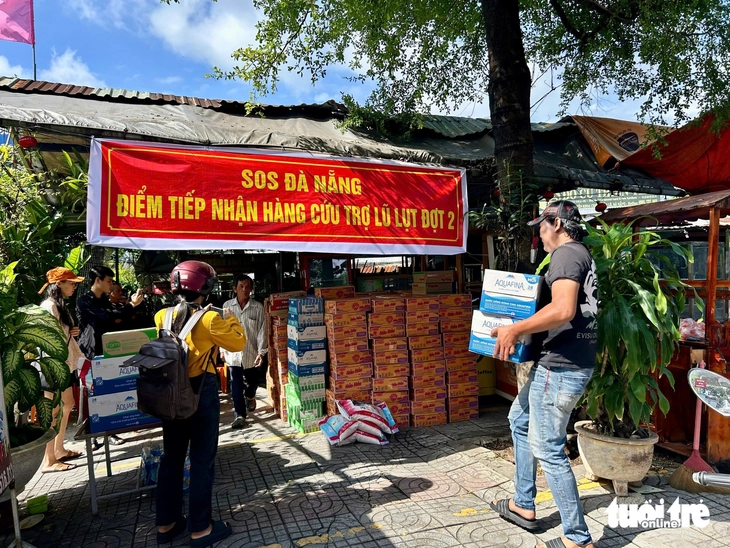 SOS ĐÀ NẴNG
ĐIỂM TIẾP NHẬN HÀNG CỨU TRỢ LŨ LỤT ĐỢT 2
AQUAFINA
AQUAFINA
AQUAFINA
AQUAFINA
tuổi trẻ
online